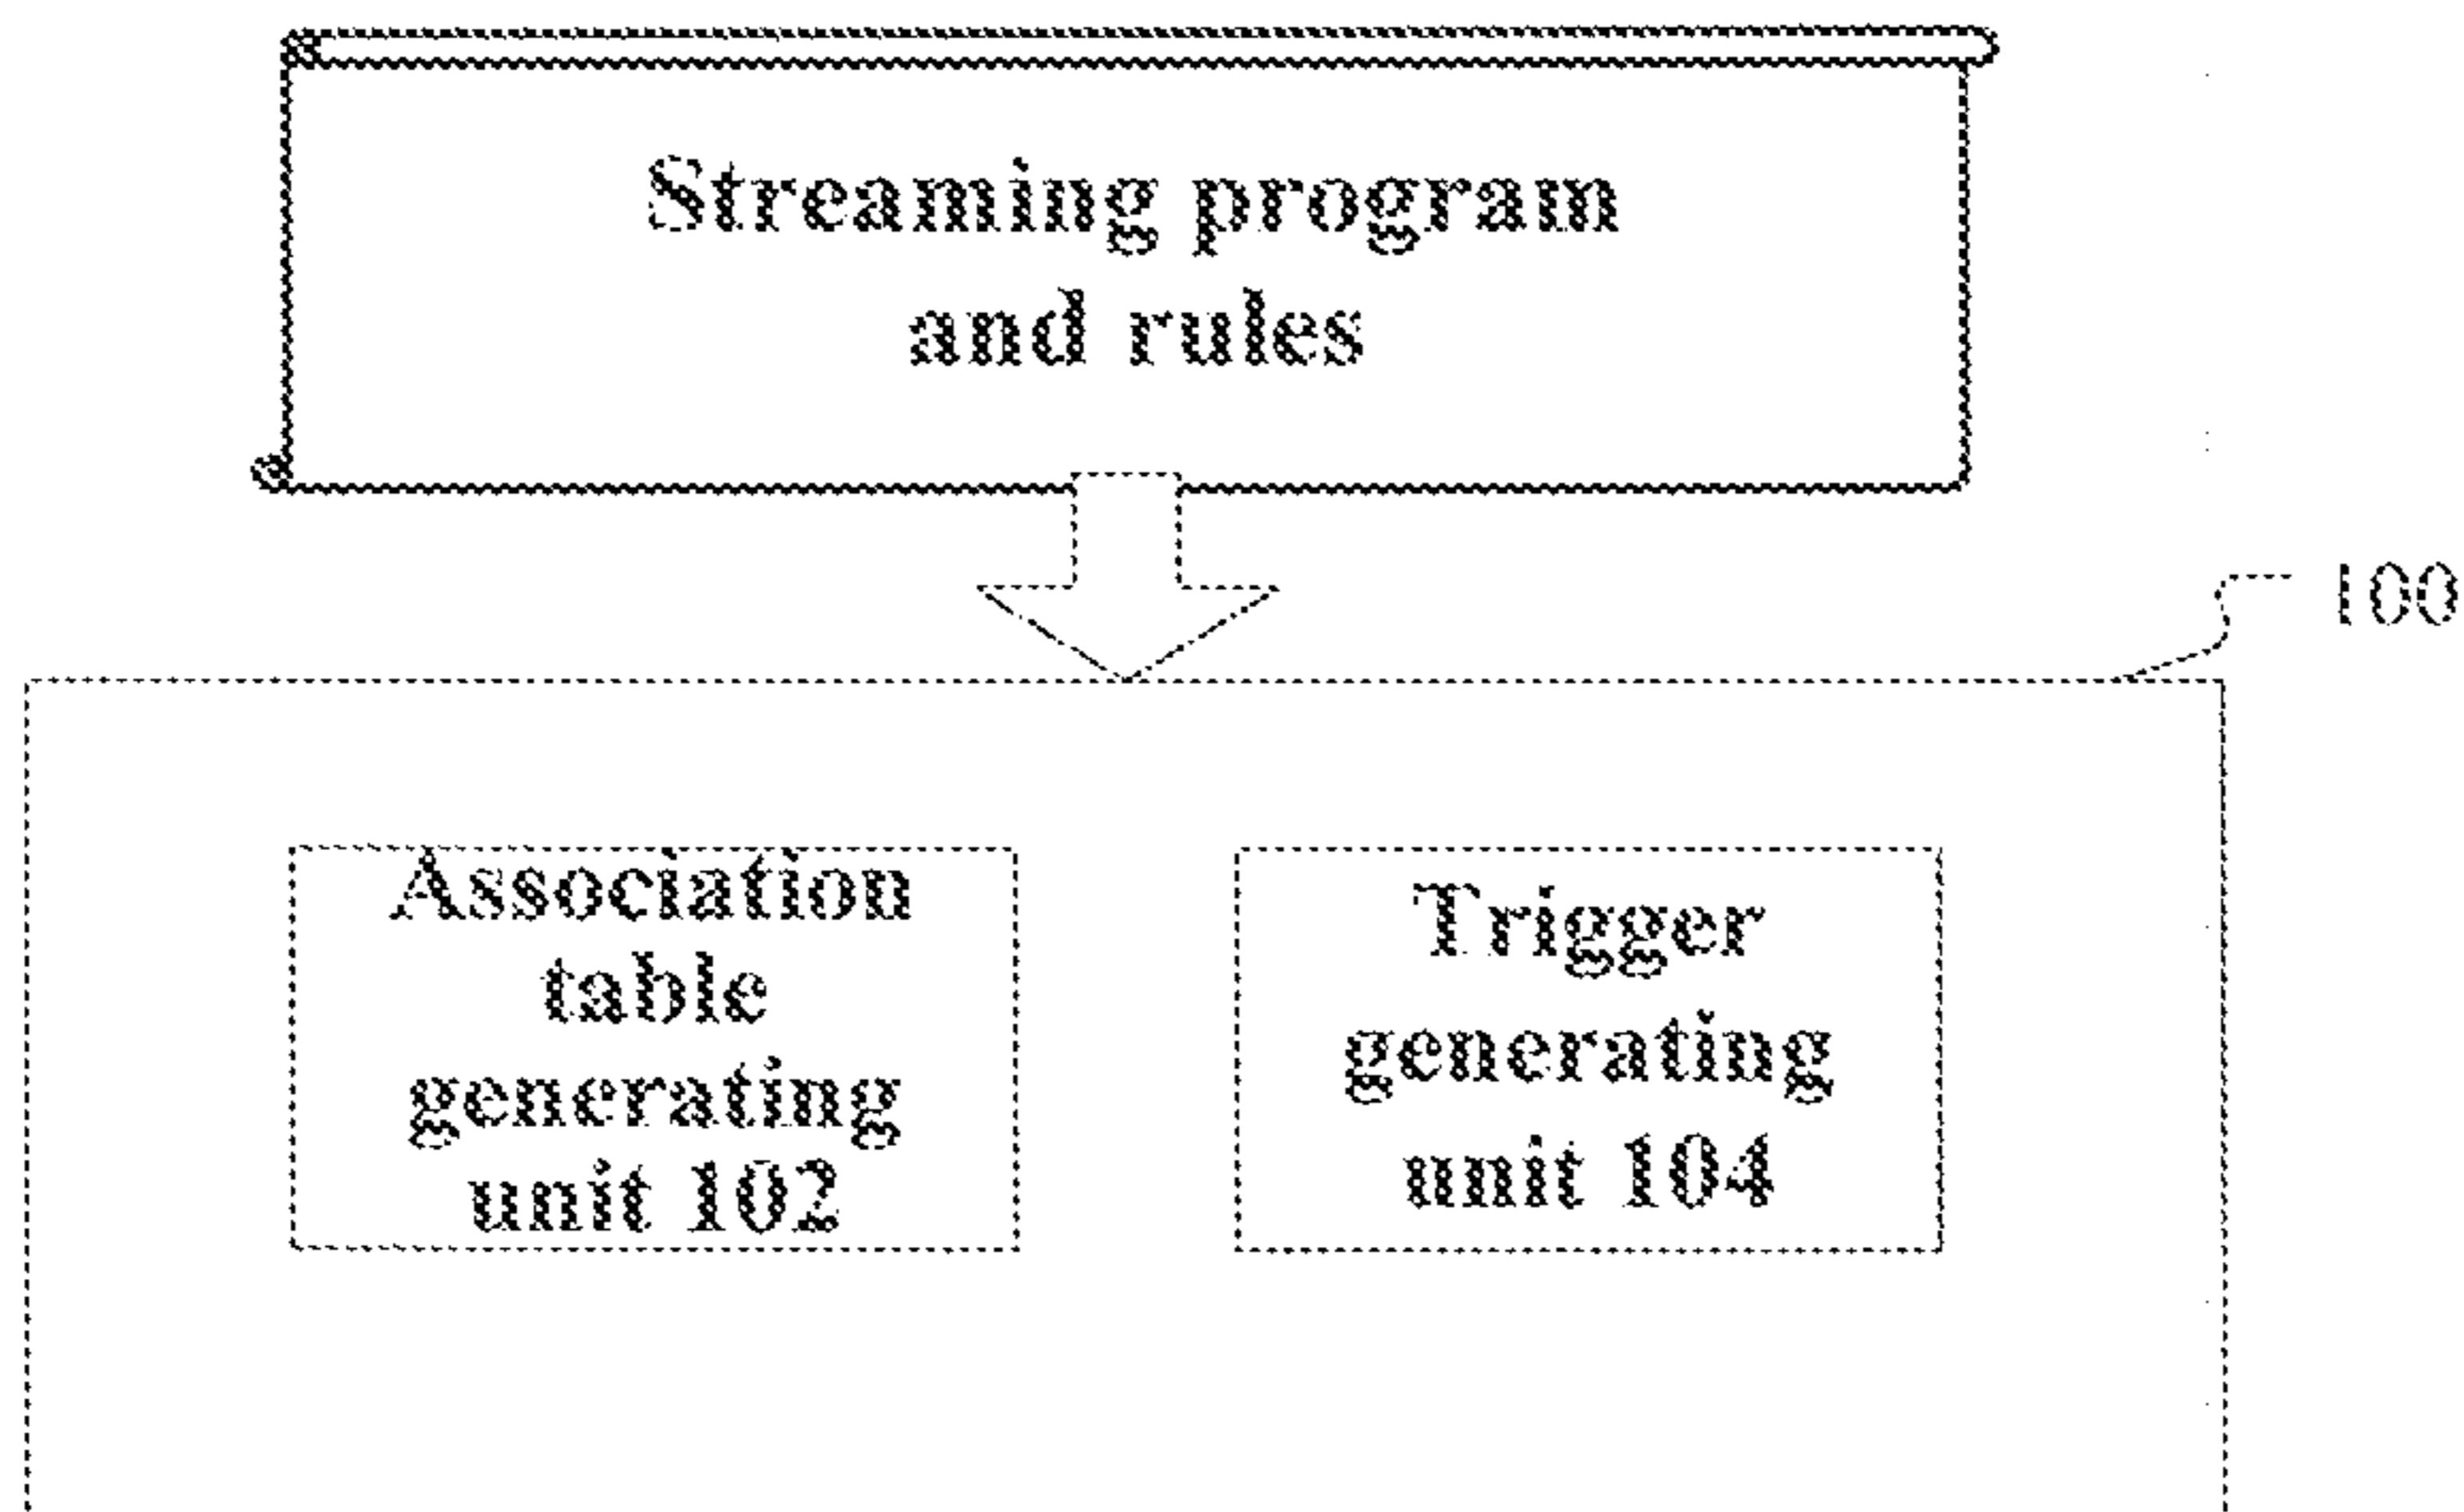 Streaming program
and rules
100
Association
table
generating
unit 102
Trigger
generating
unit 104